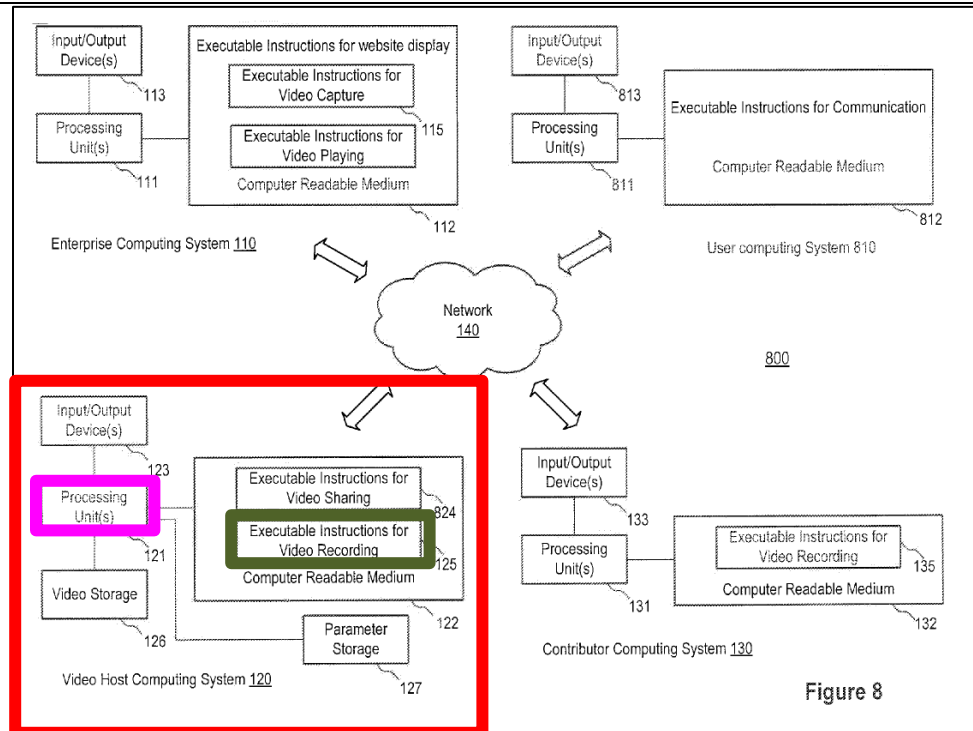 Input/Output
Device(s)
113
Processing
Unit(s)
111
Executable Instructions for website display
Executable Instructions for
Video Capture
115
Executable Instructions for
Video Playing
Computer Readable Medium
112
Enterprise Computing System 110
Input/Output
Device(s)
813
Processing
Unit(s)
811
Executable Instructions for Communication
Computer Readable Medium
812
User computing System 810
Network
140
800
Input/Output
Device(s)
123
Processing
Unit(s)
121
Video Storage
126
Executable Instructions for
Video Sharing
824
Executable Instructions for
Video Recording
125
Computer Readable Medium
122
Parameter
Storage
127
Video Host Computing System 120
Input/Output
Device(s)
133
Processing
Unit(s)
131
Executable Instructions for
Video Recording
135
Computer Readable Medium
132
Contributor Computing System 130
Figure 8